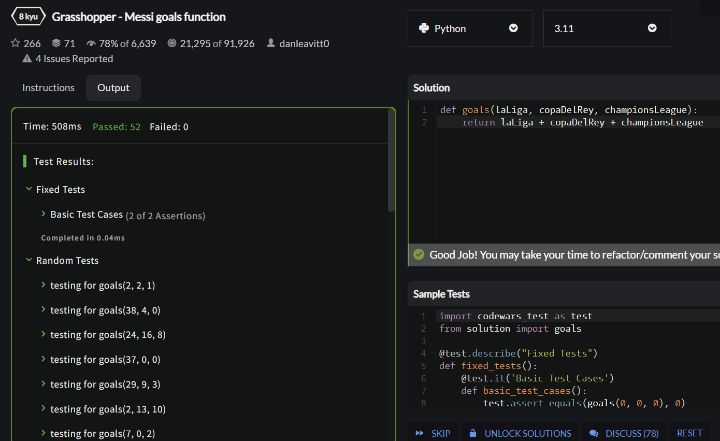 8 kyu Grasshopper - Messi goals function
266 71 78% of 6,639 21,295 of 91,926 danleavitt0
4 Issues Reported
Instructions Output
Time: 508ms Passed: 52 Failed: 0
Test Results:
Fixed Tests
Basic Test Cases (2 of 2 Assertions)
Completed in 0.04ms
Random Tests
testing for goals(2, 2, 1)
testing for goals(38, 4, 0)
testing for goals(24, 16, 8)
testing for goals(37, 0, 0)
testing for goals(29, 9, 3)
testing for goals(2, 13, 10)
testing for goals(7, 0, 2)
Python 3.11
Solution
1 def goals(laLiga, copaDelRey, championsLeague):
2 return laLiga + copaDelRey + championsLeague
Good Job! You may take your time to refactor/comment your
Sample Tests
1 import codewars_test as test
2 from solution import goals
3
4 @test.describe("Fixed Tests")
5 def fixed_tests():
6 @test.it('Basic Test Cases')
7 def basic_test_cases():
8 test.assert_equals(goals(0, 0, 0), 0)
SKIP UNLOCK SOLUTIONS DISCUSS (78) RESET